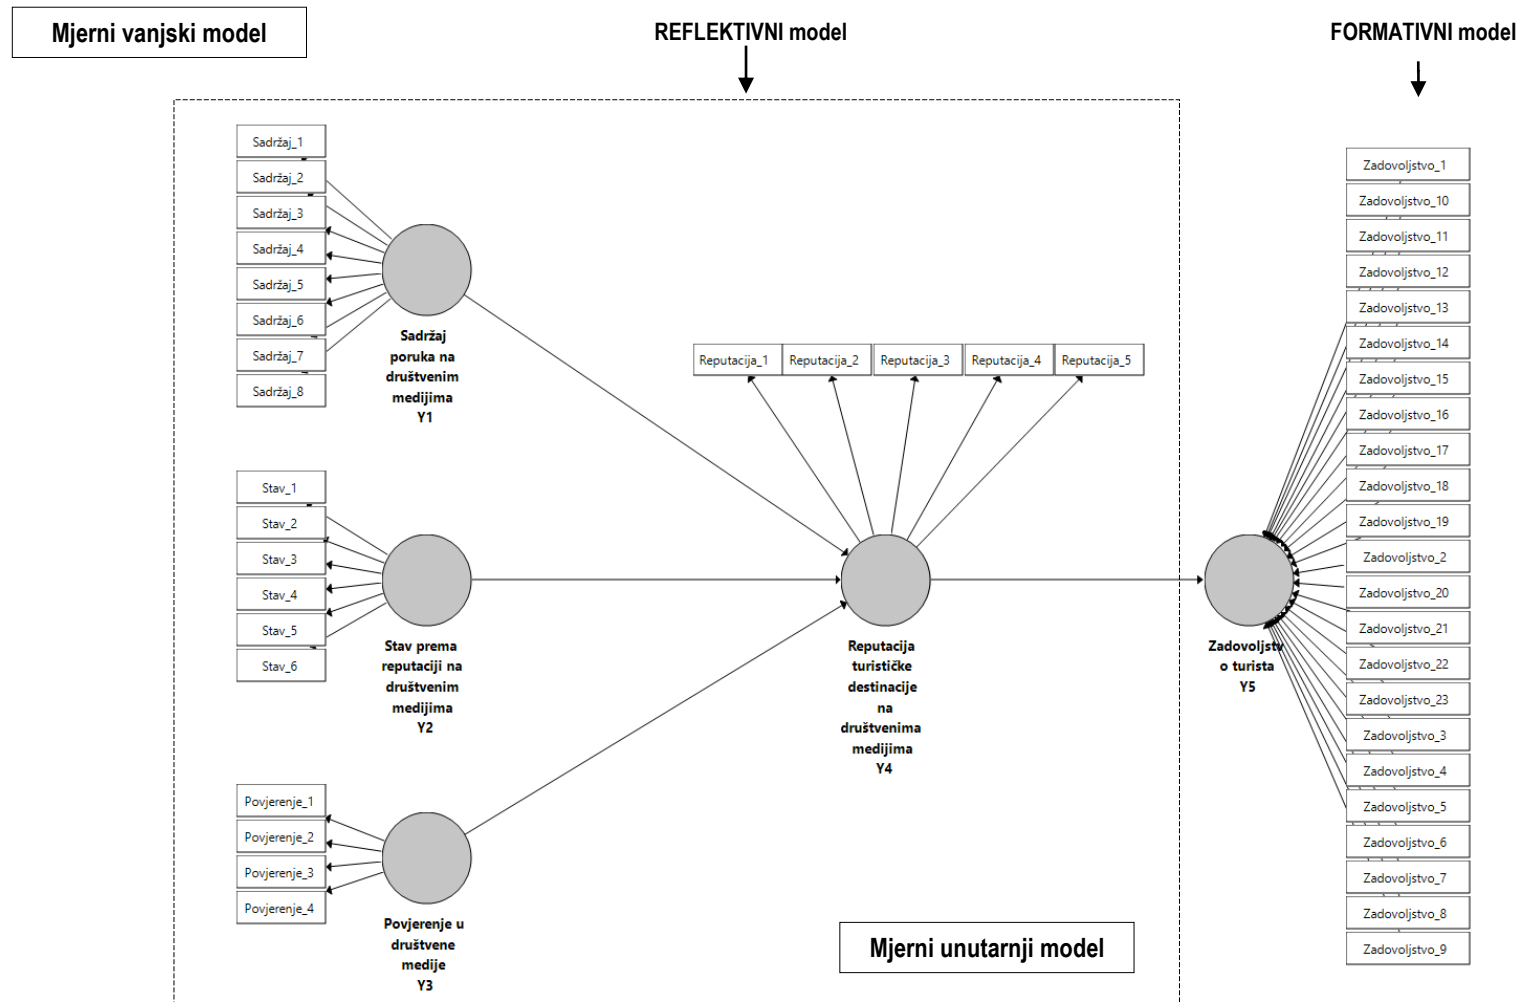 Mjerni vanjski model
REFLEKTIVNI model
FORMATIVNI model
Sadržaj_1
Sadržaj_2
Sadržaj_3
Sadržaj_4
Sadržaj_5
Sadržaj_6
Sadržaj_7
Sadržaj_8
Sadržaj
poruka na
društvenim
medijima
Y1
Stav_1
Stav_2
Stav_3
Stav_4
Stav_5
Stav_6
Stav prema
reputaciji na
društvenim
medijima
Y2
Povjerenje_1
Povjerenje_2
Povjerenje_3
Povjerenje_4
Povjerenje u
društvene
medije
Y3
Reputacija_1
Reputacija_2
Reputacija_3
Reputacija_4
Reputacija_5
Reputacija
turističke
destinacije
na
društvenima
medijima
Y4
Mjerni unutarnji model
Zadovoljstv
o turista
Y5
Zadovoljstvo_1
Zadovoljstvo_10
Zadovoljstvo_11
Zadovoljstvo_12
Zadovoljstvo_13
Zadovoljstvo_14
Zadovoljstvo_15
Zadovoljstvo_16
Zadovoljstvo_17
Zadovoljstvo_18
Zadovoljstvo_19
Zadovoljstvo_2
Zadovoljstvo_20
Zadovoljstvo_21
Zadovoljstvo_22
Zadovoljstvo_23
Zadovoljstvo_3
Zadovoljstvo_4
Zadovoljstvo_5
Zadovoljstvo_6
Zadovoljstvo_7
Zadovoljstvo_8
Zadovoljstvo_9